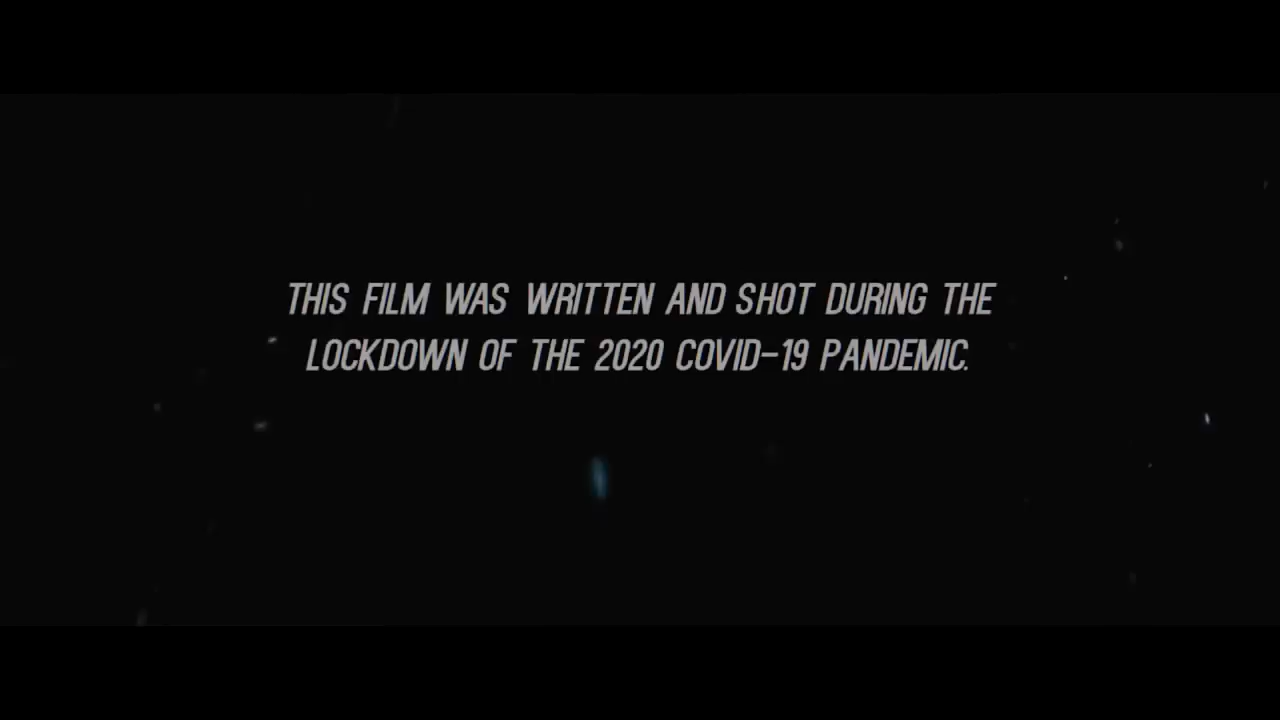 THIS FILM WAS WRITTEN AND SHOT DURING THE
LOCKDOWN OF THE 2020 COVID-19 PANDEMIC.